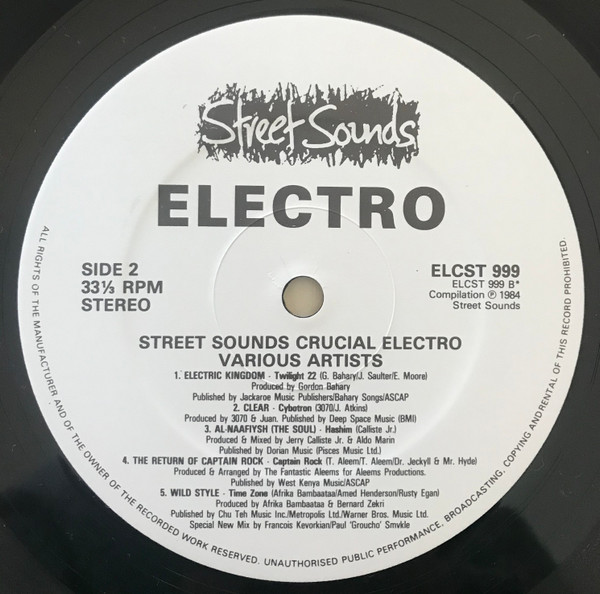 Street Sounds
ELECTRO
SIDE 2
33⅓ RPM
STEREO
ELCST 999
ELCST 999 B*
Compilation ℗ 1984
Street Sounds
STREET SOUNDS CRUCIAL ELECTRO
VARIOUS ARTISTS
1. ELECTRIC KINGDOM - Twilight 22 (G. Bahary/J. Saulter/E. Moore)
Produced by Gordon Bahary
Published by Jackaroe Music Publishers/Bahary Songs/ASCAP
2. CLEAR - Cybotron (3070/J. Atkins)
Produced by 3070 & Juan. Published by Deep Space Music (BMI)
3. AL-NAAFIYSH (THE SOUL) - Hashim (Calliste Jr.)
Produced & Mixed by Jerry Calliste Jr. & Aldo Marin
Published by Dorian Music (Pisces Music Ltd.)
4. THE RETURN OF CAPTAIN ROCK - Captain Rock (T. Aleem/T. Aleem/Dr. Jeckyll & Mr. Hyde)
Produced & Arranged by The Fantastic Aleems for Aleems Productions.
Published by West Kenya Music/ASCAP
5. WILD STYLE - Time Zone (Afrika Bambaataa/Amed Henderson/Rusty Egan)
Produced by Afrika Bambaataa & Bernard Zekri
Published by Chu Teh Music Inc./Metropolis Ltd./Warner Bros. Music Ltd.
Special New Mix by Francois Kevorkian/Paul 'Groucho' Smykle
ALL RIGHTS OF THE MANUFACTURER AND OF THE OWNER OF THE RECORDED WORK RESERVED. UNAUTHORISED PUBLIC PERFORMANCE, BROADCASTING, COPYING AND RENTAL OF THIS RECORD PROHIBITED.